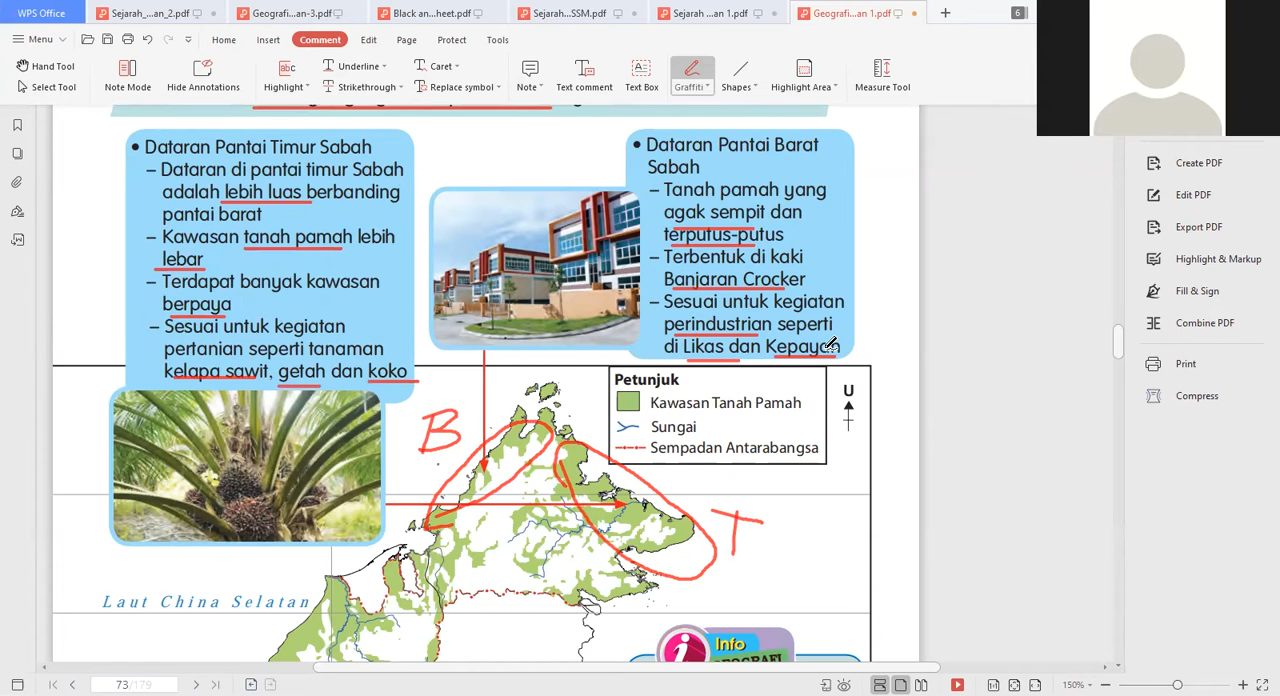 WPS Office
Sejarah_...an_2.pdf
Geografi...an-3.pdf
Black an...heet.pdf
Sejarah...SSM.pdf
Sejarah ...an 1.pdf
Geografi...an 1.pdf
6
Menu
Home
Insert
Comment
Edit
Page
Protect
Tools
Hand Tool
Select Tool
Note Mode
Hide Annotations
Highlight
Underline
Strikethrough
Caret
Replace symbol
Note
Text comment
Text Box
Graffiti
Shapes
Highlight Area
Measure Tool
• Dataran Pantai Timur Sabah
– Dataran di pantai timur Sabah
adalah lebih luas berbanding
pantai barat
– Kawasan tanah pamah lebih
lebar
– Terdapat banyak kawasan
berpaya
– Sesuai untuk kegiatan
pertanian seperti tanaman
kelapa sawit, getah dan koko
• Dataran Pantai Barat
Sabah
– Tanah pamah yang
agak sempit dan
terputus-putus
– Terbentuk di kaki
Banjaran Crocker
– Sesuai untuk kegiatan
perindustrian seperti
di Likas dan Kepayan
Petunjuk
Kawasan Tanah Pamah
Sungai
Sempadan Antarabangsa
U
B
T
Laut China Selatan
Info
GEOGRAFI
Create PDF
Edit PDF
Export PDF
Highlight & Markup
Fill & Sign
Combine PDF
Print
Compress
73/179
150%